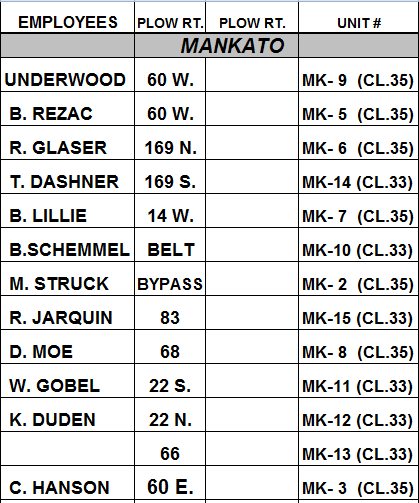 EMPLOYEES PLOW RT. PLOW RT. UNIT #
MANKATO
UNDERWOOD 60 W. MK- 9 (CL.35)
B. REZAC 60 W. MK- 5 (CL.35)
R. GLASER 169 N. MK- 6 (CL.35)
T. DASHNER 169 S. MK-14 (CL.33)
B. LILLIE 14 W. MK- 7 (CL.35)
B.SCHEMMEL BELT MK-10 (CL.33)
M. STRUCK BYPASS MK- 2 (CL.35)
R. JARQUIN 83 MK-15 (CL.33)
D. MOE 68 MK- 8 (CL.35)
W. GOBEL 22 S. MK-11 (CL.33)
K. DUDEN 22 N. MK-12 (CL.33)
66 MK-13 (CL.33)
C. HANSON 60 E. MK- 3 (CL.35)